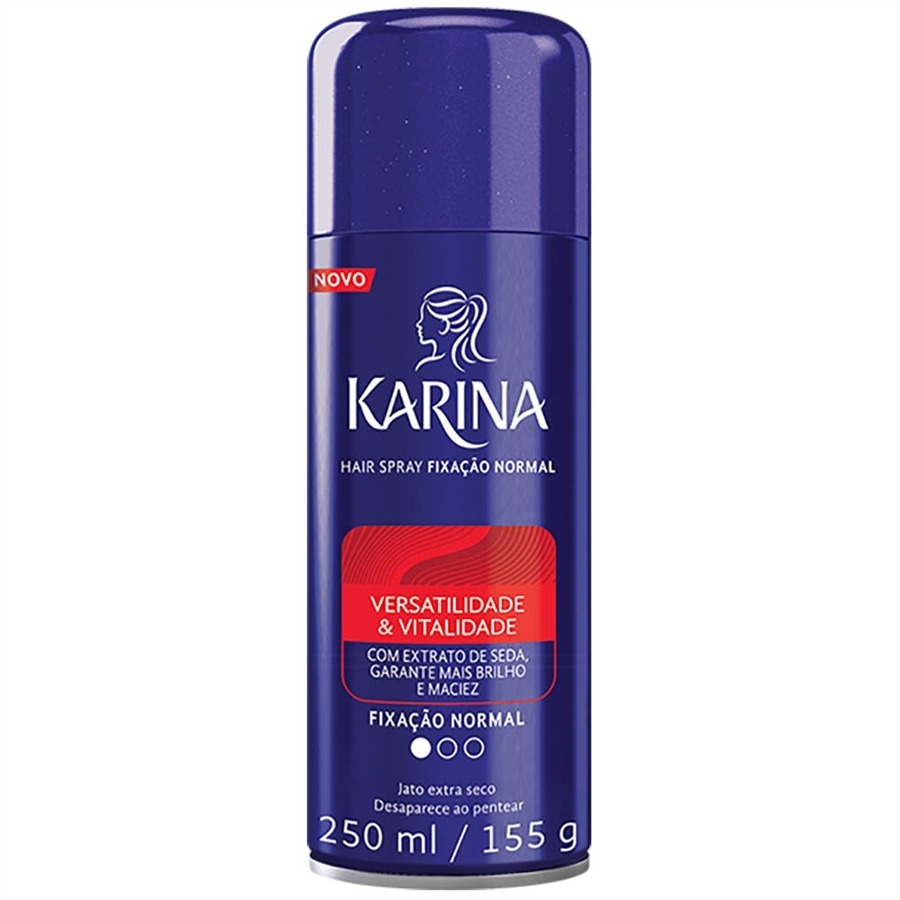 NOVO
KARINA
HAIR SPRAY FIXAÇÃO NORMAL
VERSATILIDADE
& VITALIDADE
COM EXTRATO DE SEDA,
GARANTE MAIS BRILHO
E MACIEZ
FIXAÇÃO NORMAL
Jato extra seco
Desaparece ao pentear
250 ml / 155 g